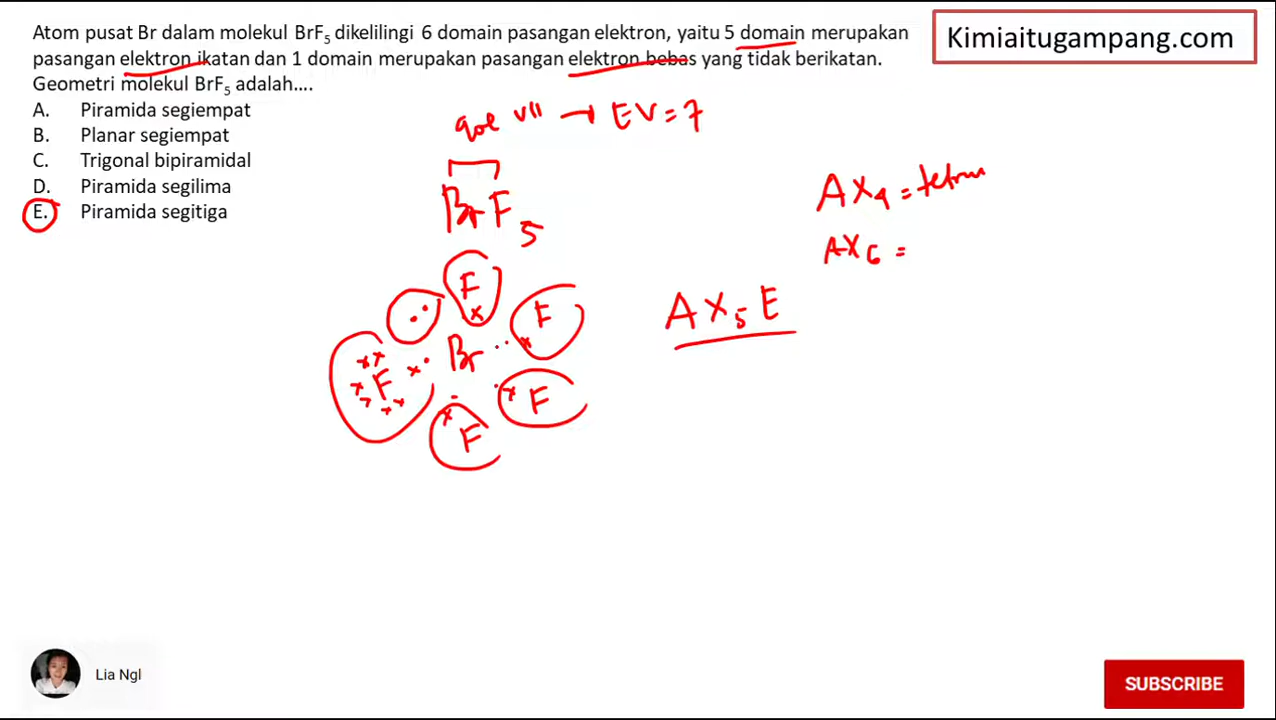 Atom pusat Br dalam molekul BrF₅ dikelilingi 6 domain pasangan elektron, yaitu 5 domain merupakan
pasangan elektron ikatan dan 1 domain merupakan pasangan elektron bebas yang tidak berikatan.
Geometri molekul BrF₅ adalah....
A. Piramida segiempat
B. Planar segiempat
C. Trigonal bipiramidal
D. Piramida segilima
E. Piramida segitiga
Kimiaitugampang.com
gol VII → EV = 7
BrF₅
AX₄ = tetra
AX₆ =
AX₅E
F
F
Br
F
F
F
Lia Ngl
SUBSCRIBE